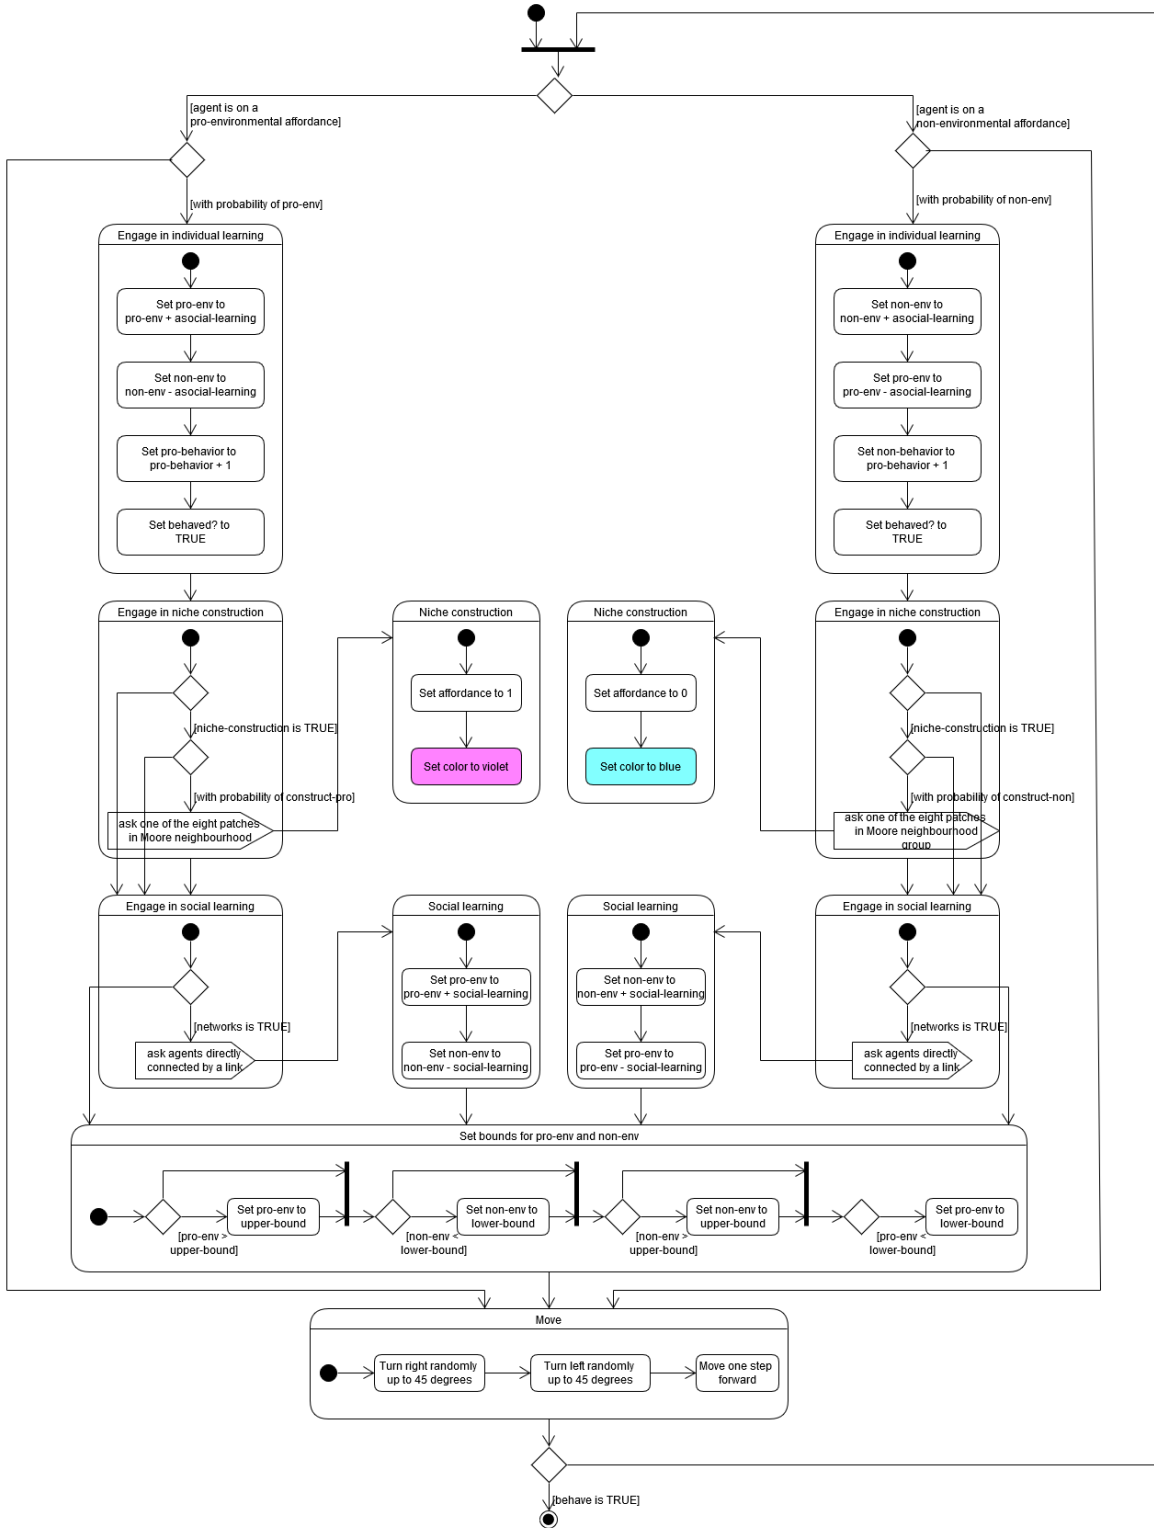 [agent is on a
pro-environmental affordance]
[agent is on a
non-environmental affordance]
[with probability of pro-env]
[with probability of non-env]
Engage in individual learning
Set pro-env to
pro-env + asocial-learning
Set non-env to
non-env - asocial-learning
Set pro-behavior to
pro-behavior + 1
Set behaved? to
TRUE
Engage in individual learning
Set non-env to
non-env + asocial-learning
Set pro-env to
pro-env - asocial-learning
Set non-behavior to
pro-behavior + 1
Set behaved? to
TRUE
Engage in niche construction
[niche-construction is TRUE]
[with probability of construct-pro]
ask one of the eight patches
in Moore neighbourhood
Niche construction
Set affordance to 1
Set color to violet
Niche construction
Set affordance to 0
Set color to blue
Engage in niche construction
[niche-construction is TRUE]
[with probability of construct-non]
ask one of the eight patches
in Moore neighbourhood
group
Engage in social learning
[networks is TRUE]
ask agents directly
connected by a link
Social learning
Set pro-env to
pro-env + social-learning
Set non-env to
non-env - social-learning
Social learning
Set non-env to
non-env + social-learning
Set pro-env to
pro-env - social-learning
Engage in social learning
[networks is TRUE]
ask agents directly
connected by a link
Set bounds for pro-env and non-env
Set pro-env to
upper-bound
[pro-env >
upper-bound]
Set non-env to
lower-bound
[non-env <
lower-bound]
Set non-env to
upper-bound
[non-env >
upper-bound]
Set pro-env to
lower-bound
[pro-env <
lower-bound]
Move
Turn right randomly
up to 45 degrees
Turn left randomly
up to 45 degrees
Move one step
forward
[behave is TRUE]